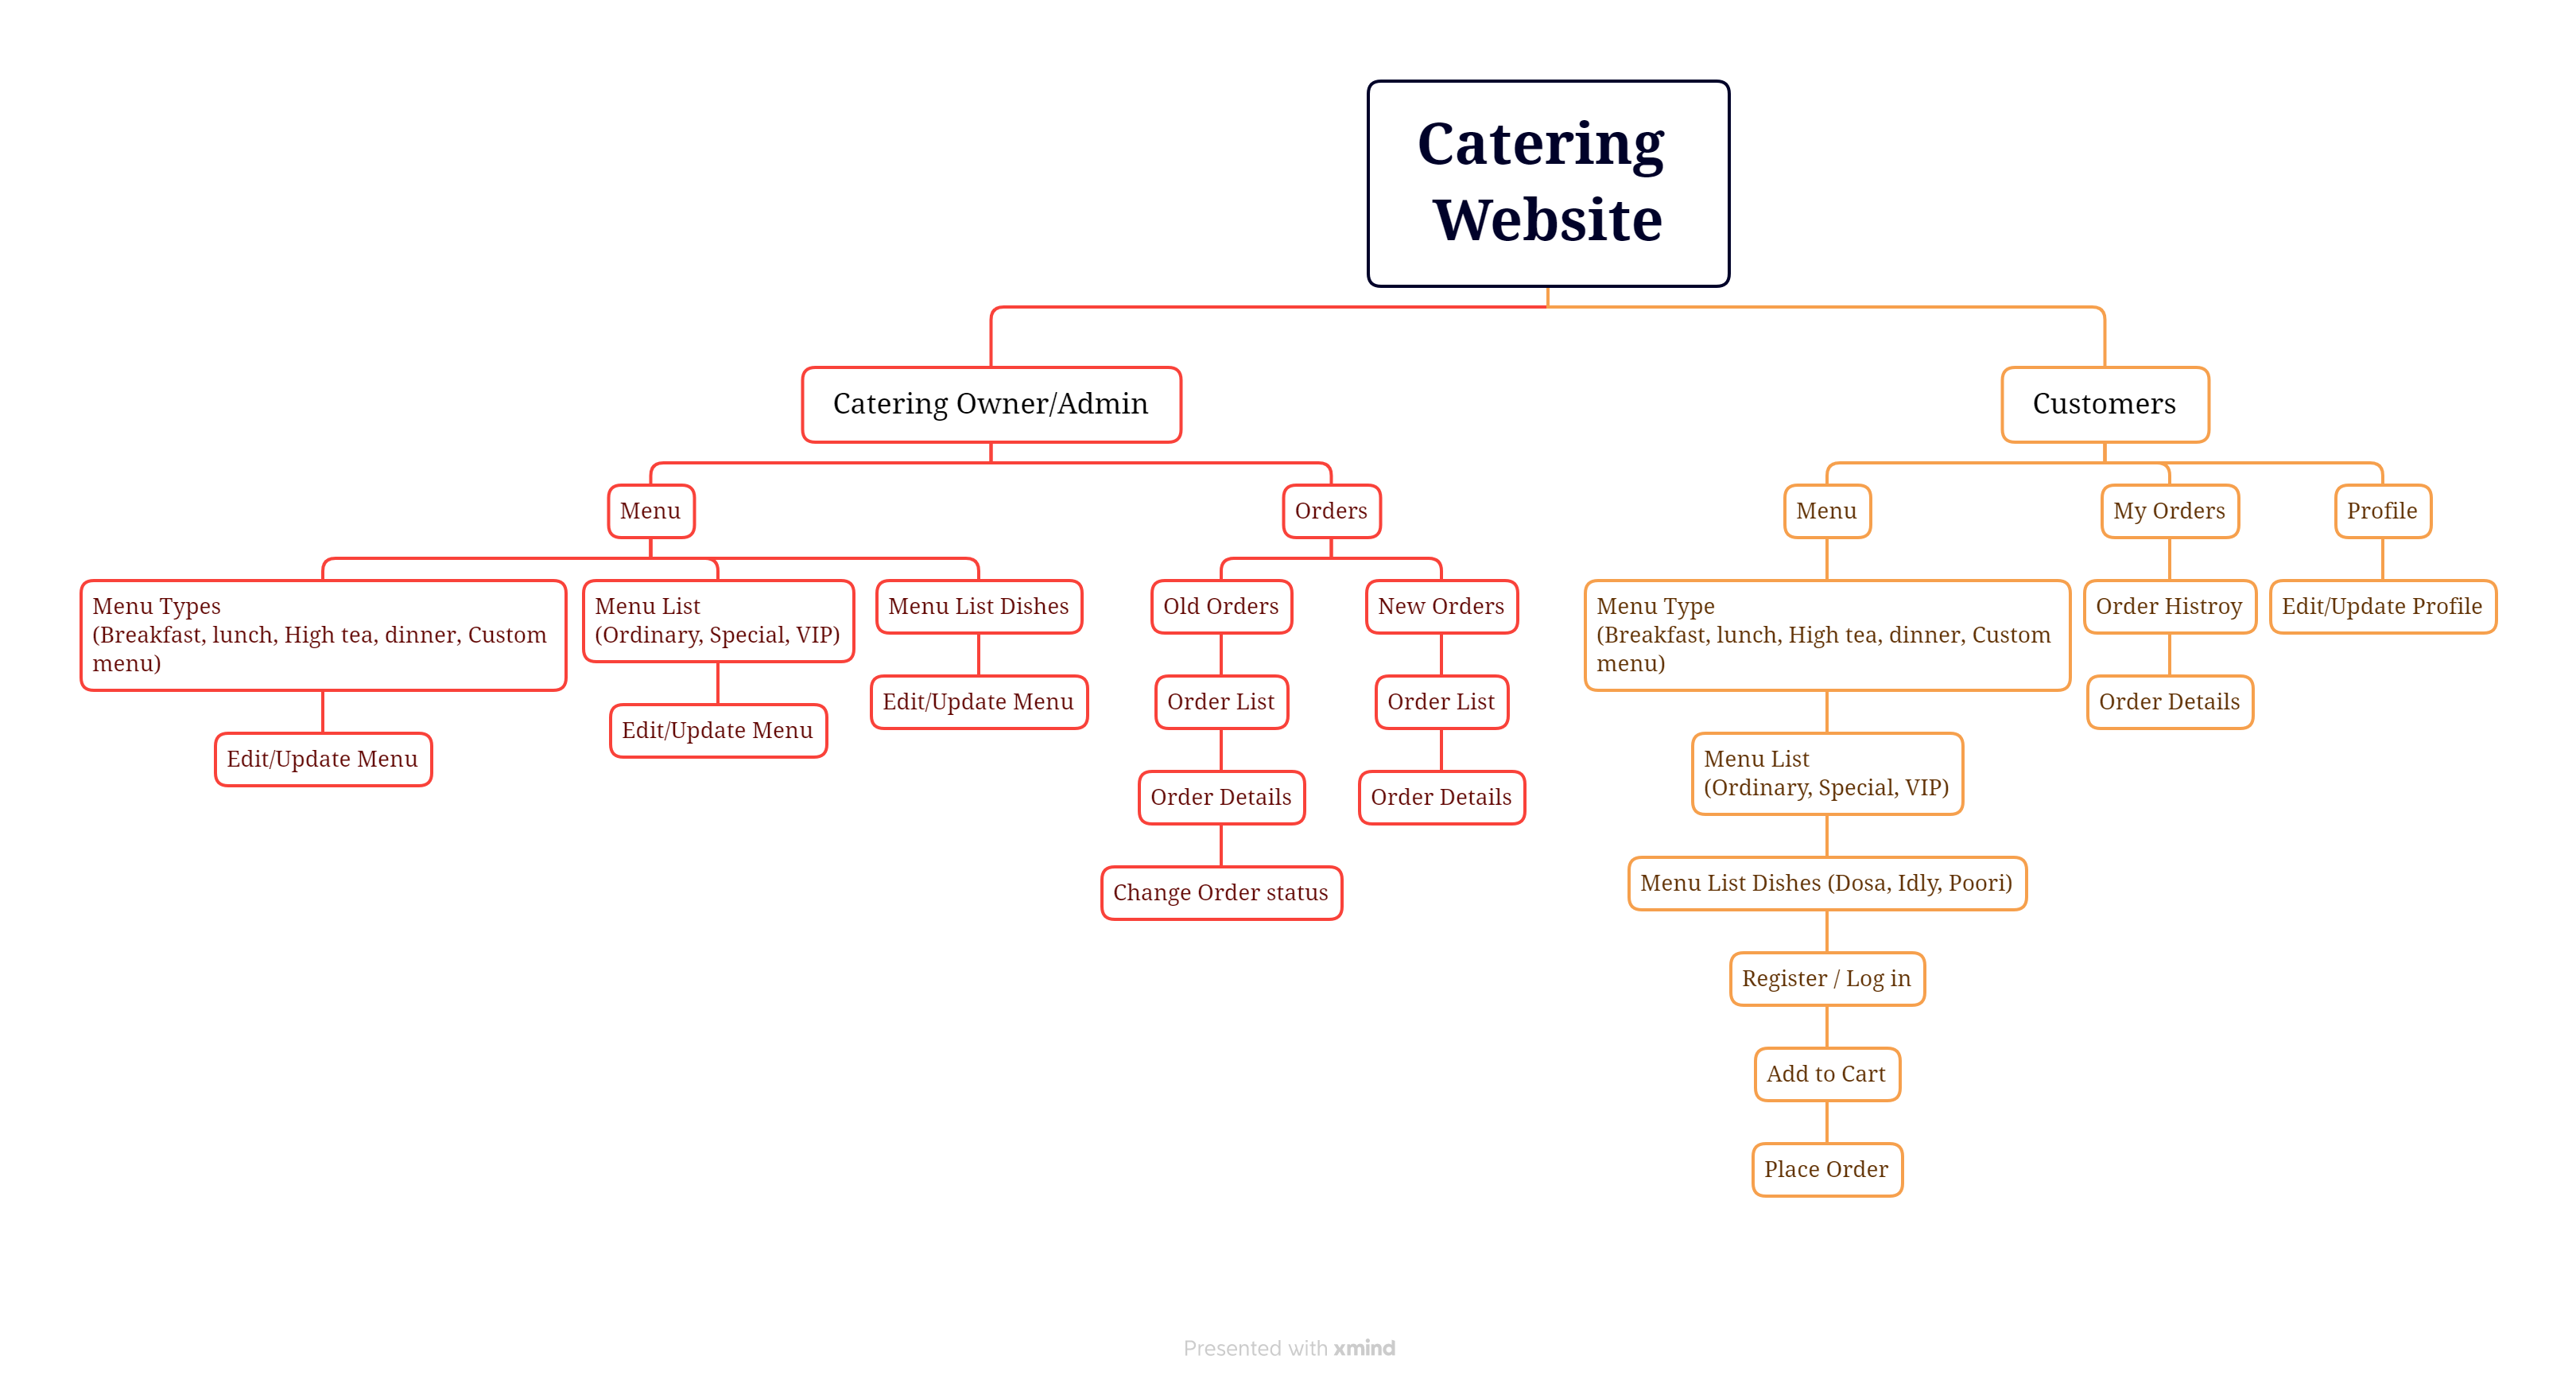 Catering
Website
Catering Owner/Admin
Customers
Menu
Orders
Menu
My Orders
Profile
Menu Types
(Breakfast, lunch, High tea, dinner, Custom
menu)
Menu List
(Ordinary, Special, VIP)
Menu List Dishes
Old Orders
New Orders
Menu Type
(Breakfast, lunch, High tea, dinner, Custom
menu)
Order Histroy
Edit/Update Profile
Edit/Update Menu
Edit/Update Menu
Edit/Update Menu
Order List
Order List
Order Details
Menu List
(Ordinary, Special, VIP)
Order Details
Order Details
Change Order status
Menu List Dishes (Dosa, Idly, Poori)
Register / Log in
Add to Cart
Place Order
Presented with xmind